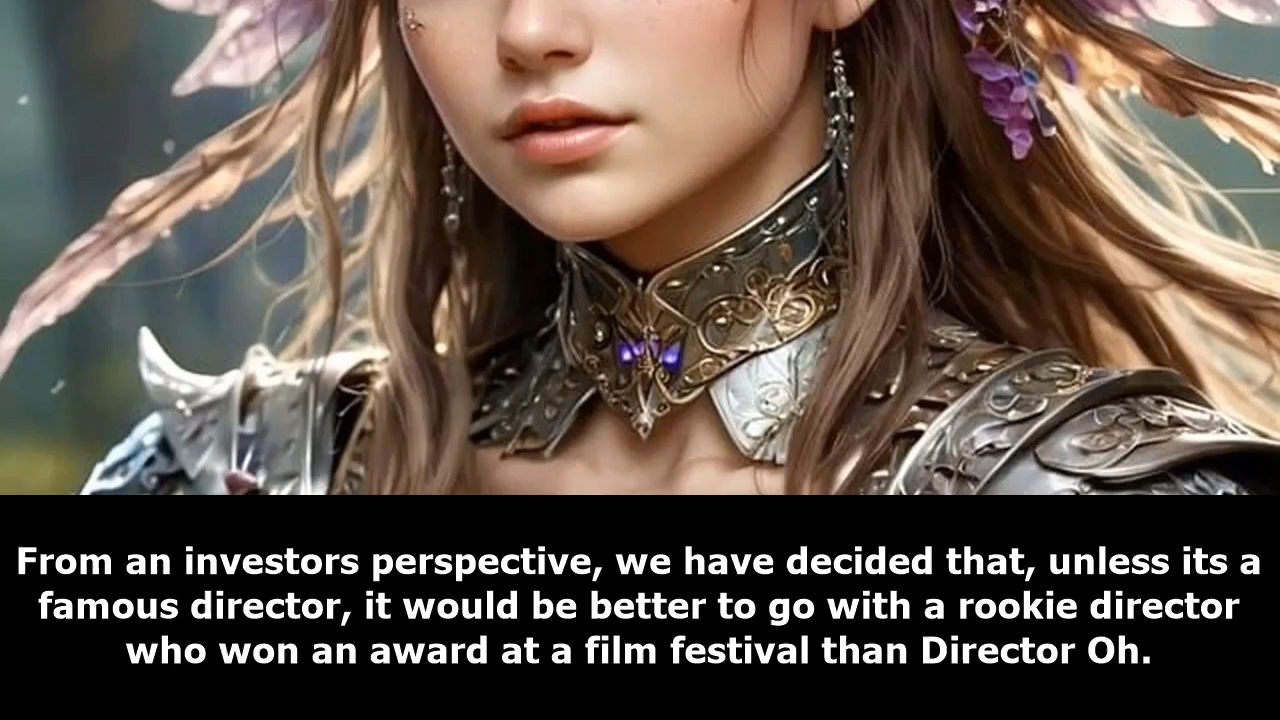 From an investors perspective, we have decided that, unless its a
famous director, it would be better to go with a rookie director
who won an award at a film festival than Director Oh.